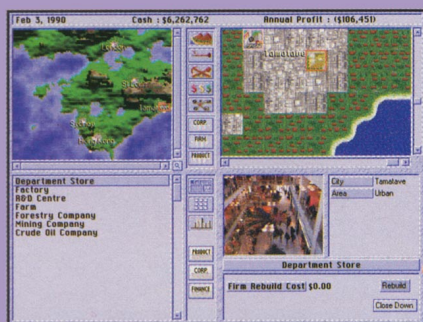 Feb 3, 1990 Cash : $6,262,762 Annual Profit : ($106,451)
London
Tamatave
CORP.
FIRM
PRODUCT
Department Store
Factory
R&D Centre
Farm
Forestry Company
Mining Company
Crude Oil Company
PRODUCT
CORP.
FINANCE
City Tamatave
Area Urban
Department Store
Firm Rebuild Cost $0.00 Rebuild
Close Down